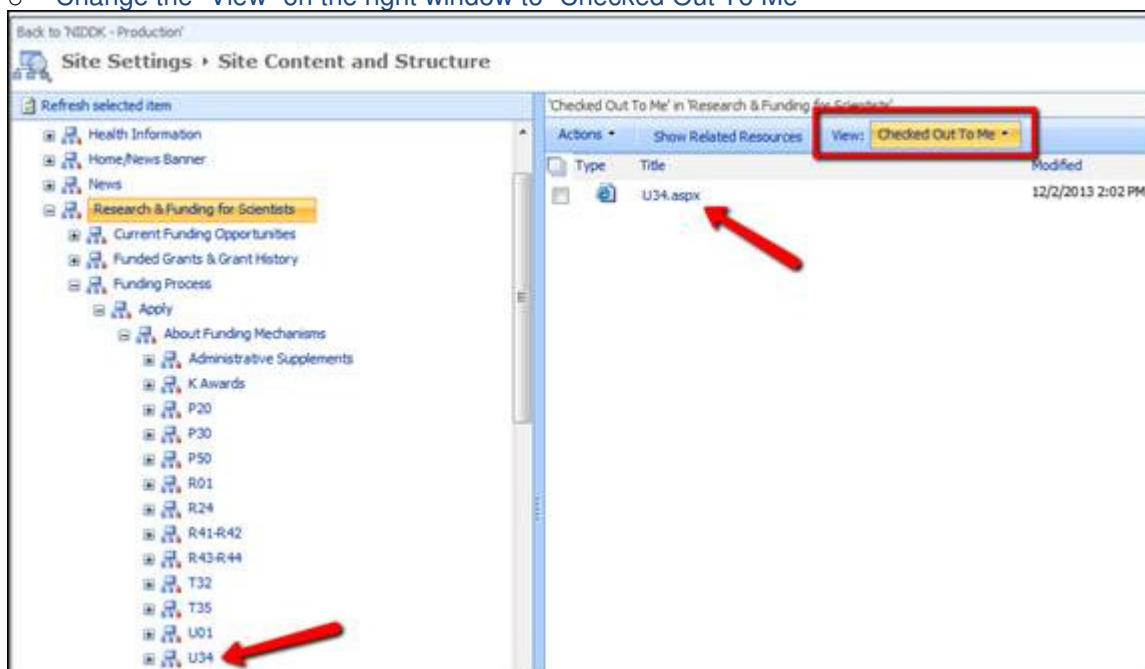 ○ Change the "View" on the right window to "Checked Out To Me"
Back to 'NIDDK - Production'
Site Settings ▸ Site Content and Structure
Refresh selected item
Health Information
Home/News Banner
News
Research & Funding for Scientists
Current Funding Opportunities
Funded Grants & Grant History
Funding Process
Apply
About Funding Mechanisms
Administrative Supplements
K Awards
P20
P30
P50
R01
R24
R41-R42
R43-R44
T32
T35
U01
U34
'Checked Out To Me' in 'Research & Funding for Scientists'
Actions Show Related Resources View: Checked Out To Me
Type Title Modified
U34.aspx 12/2/2013 2:02 PM